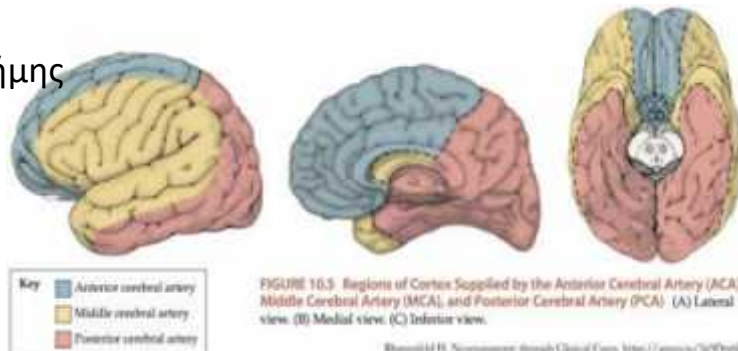 ήμης
Key
Anterior cerebral artery
Middle cerebral artery
Posterior cerebral artery
FIGURE 10.5 Regions of Cortex Supplied by the Anterior Cerebral Artery (ACA)
Middle Cerebral Artery (MCA), and Posterior Cerebral Artery (PCA) (A) Lateral
view. (B) Medial view. (C) Inferior view.